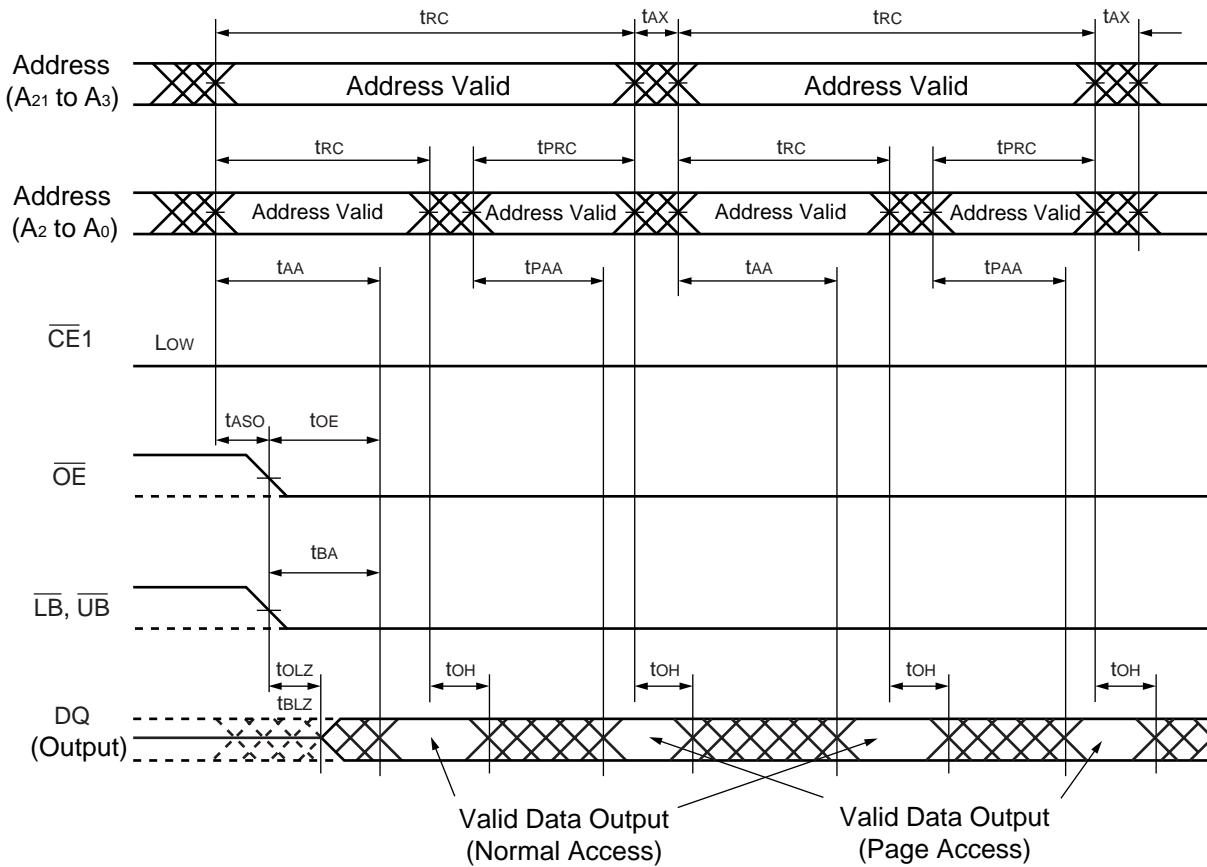 tRC tAX tRC tAX
Address
(A21 to A3)
Address Valid Address Valid
tRC tPRC tRC tPRC
Address
(A2 to A0)
Address Valid Address Valid Address Valid Address Valid
tAA tPAA tAA tPAA
CE1
LOW
tASO tOE
OE
tBA
LB, UB
tOLZ tOH tOH tOH tOH
tBLZ
DQ
(Output)
Valid Data Output
(Normal Access)
Valid Data Output
(Page Access)